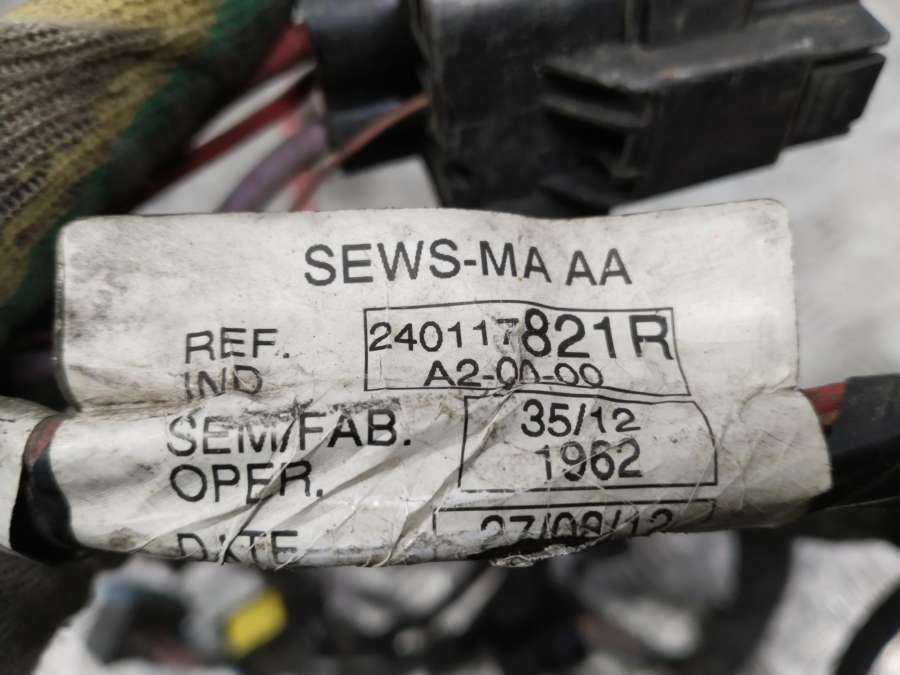 SEWS-MA AA
REF. 240117821R
IND A2-00-00
SEM/FAB. 35/12
OPER. 1962
DATE 27/08/12